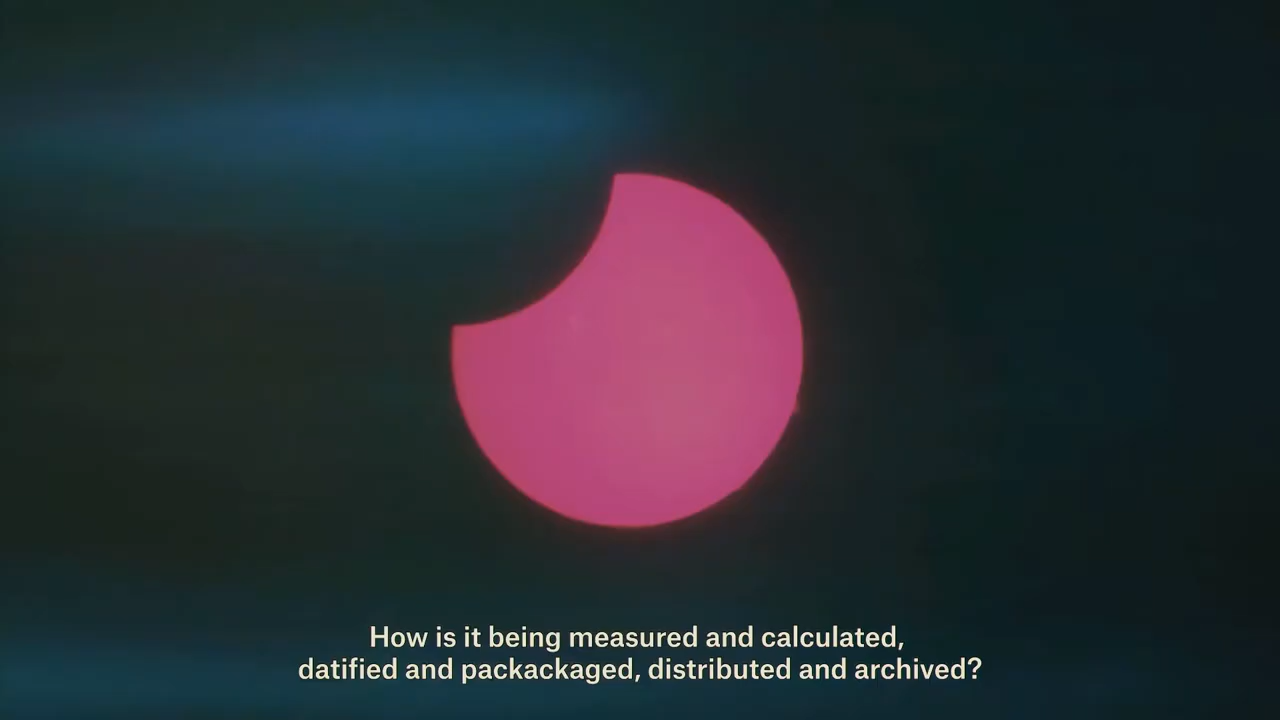 How is it being measured and calculated,
datified and packackaged, distributed and archived?